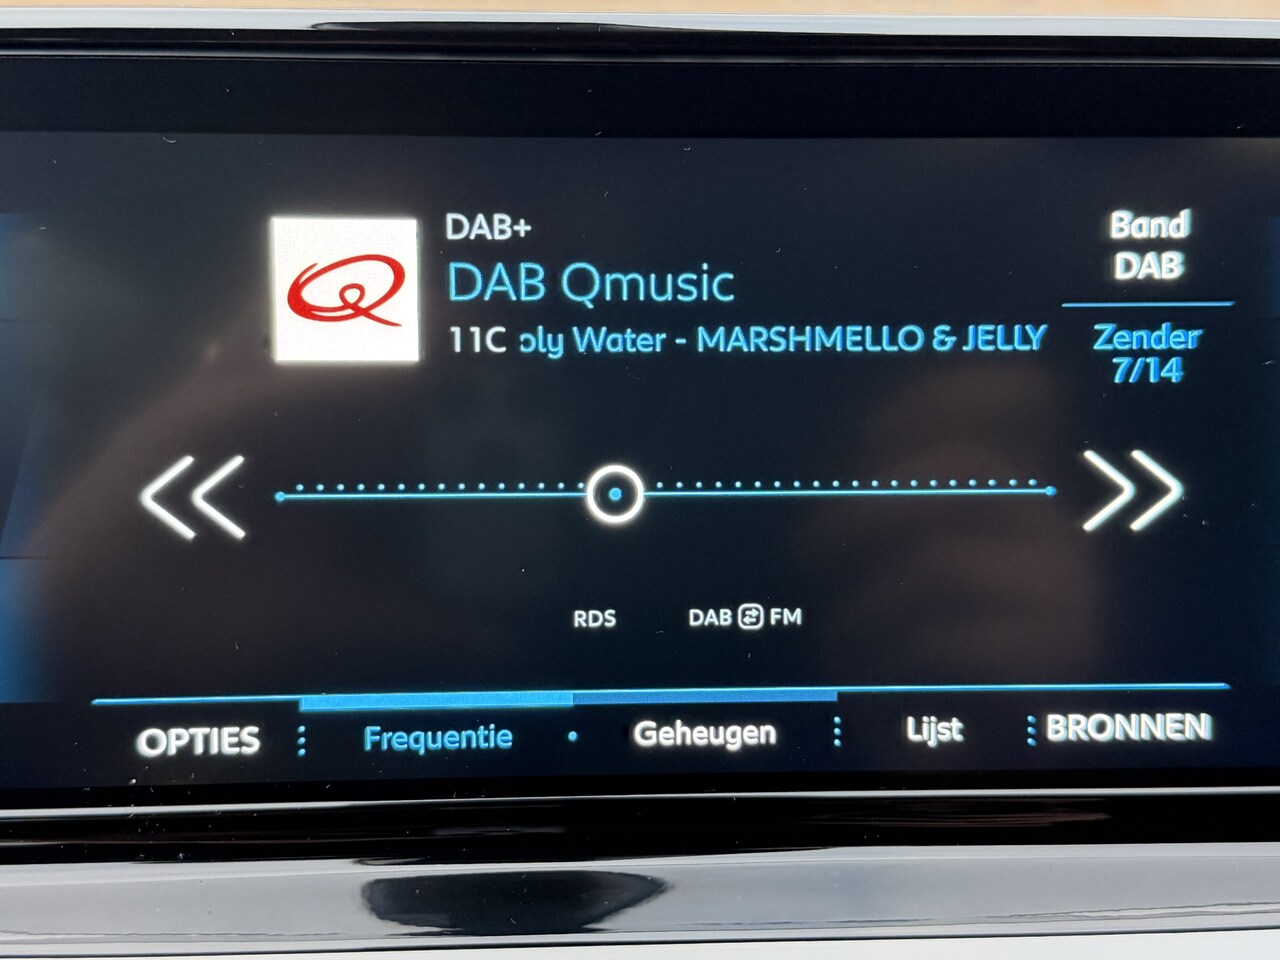 DAB+
DAB Qmusic
11C oly Water - MARSHMELLO & JELLY
Band
DAB
Zender
7/14
RDS
DAB FM
OPTIES
Frequentie
Geheugen
Lijst
BRONNEN